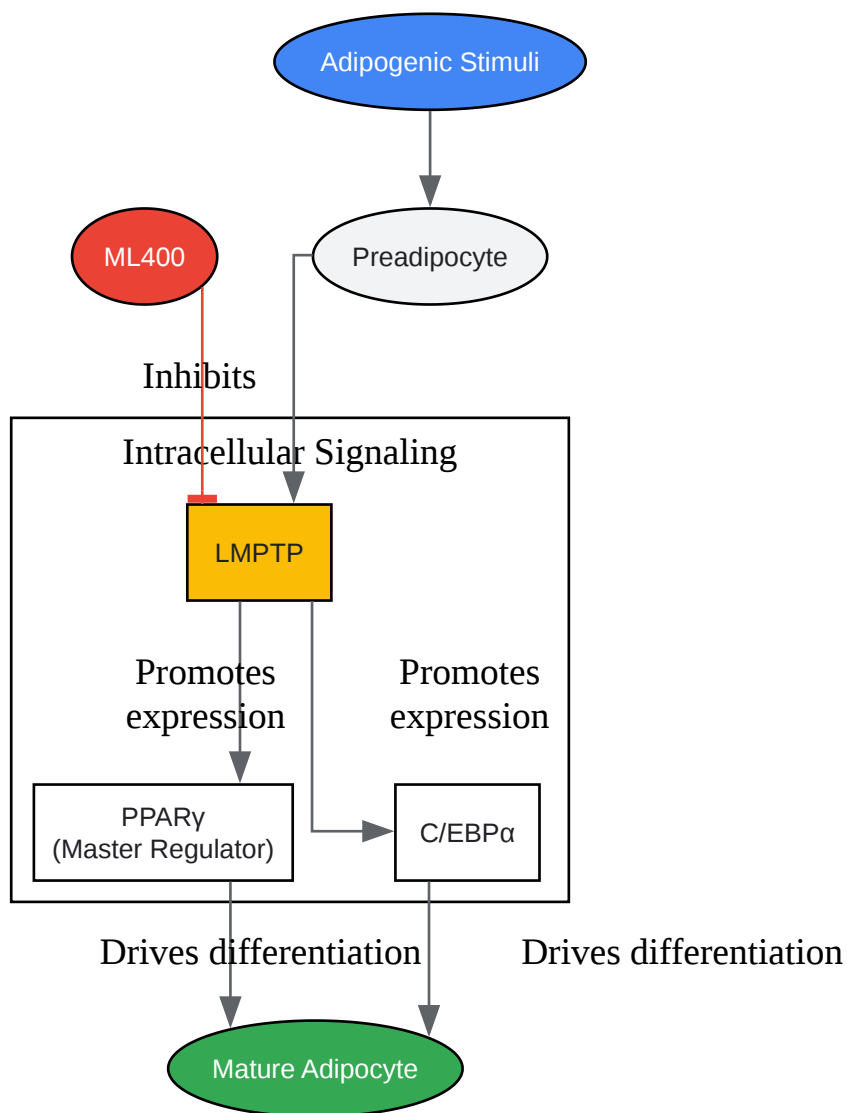 Adipogenic Stimuli
ML400
Preadipocyte
Inhibits
Intracellular Signaling
LMPTP
Promotes
expression
Promotes
expression
PPARγ
(Master Regulator)
C/EBPα
Drives differentiation
Drives differentiation
Mature Adipocyte